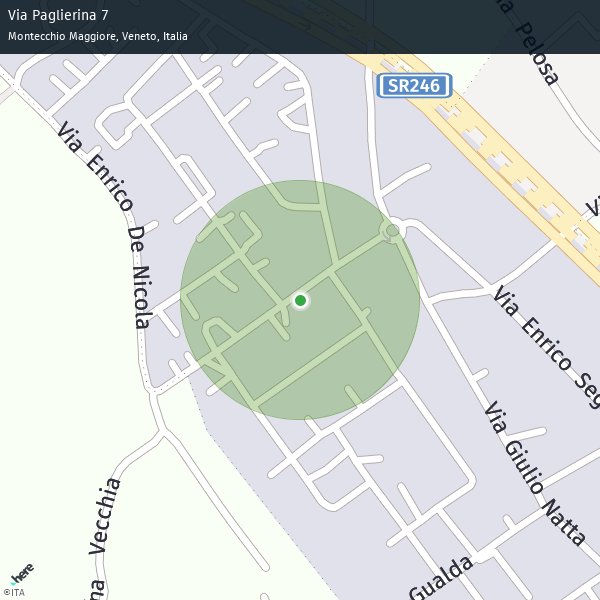 Via Paglierina 7
Montecchio Maggiore, Veneto, Italia
Pelosa
SR246
Via Enrico De Nicola
Via Enrico Seg
Via Giulio Natta
Vecchia
Gualda
here
©ITA